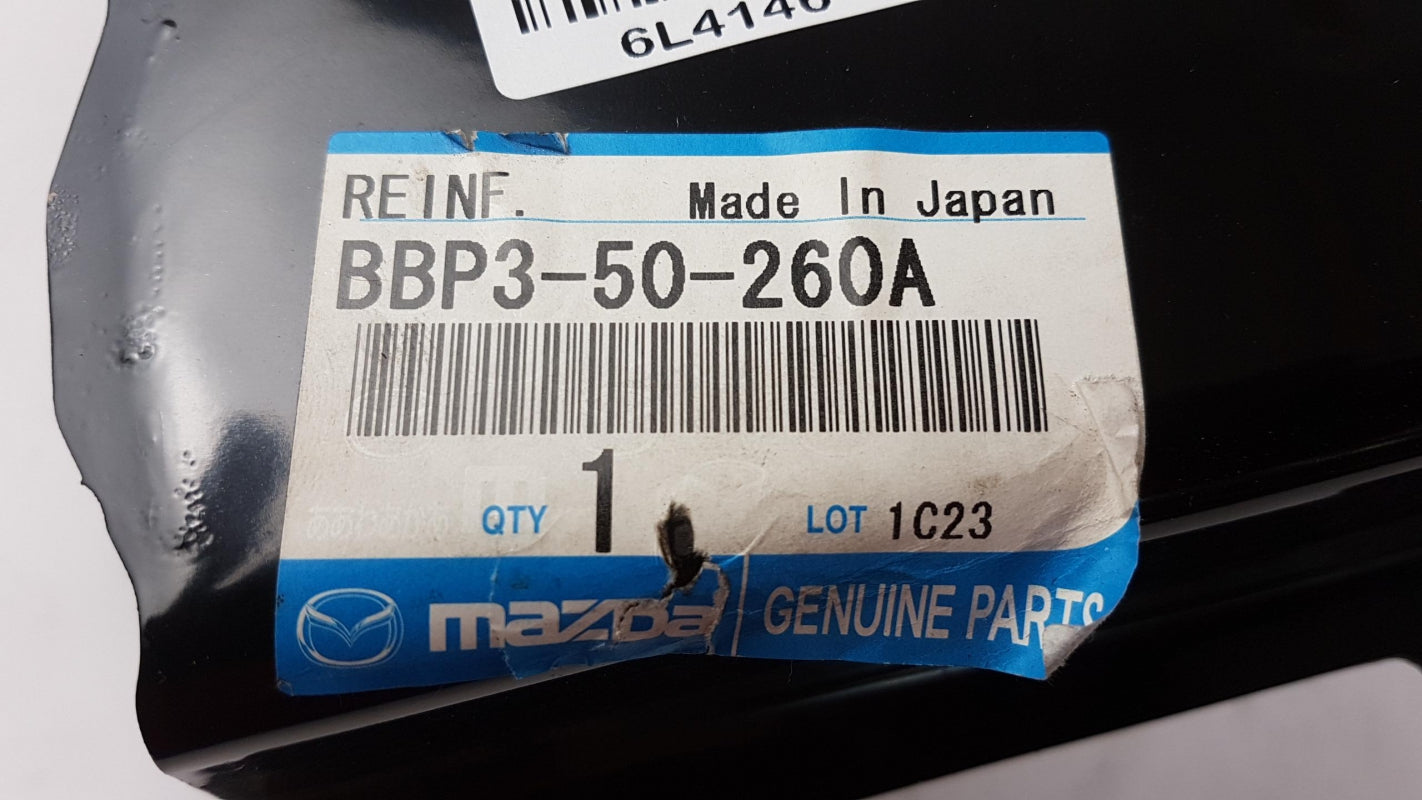 6L4146
REINF. Made In Japan
BBP3-50-260A
QTY 1 LOT 1C23
mazda GENUINE PARTS